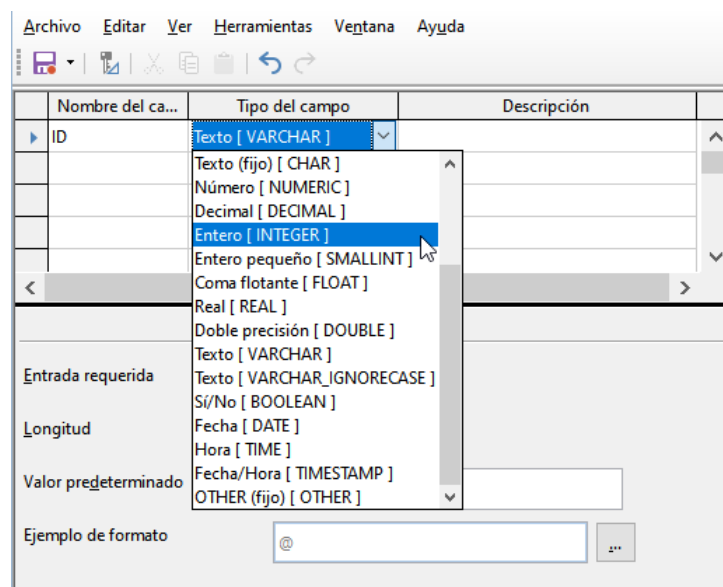 Archivo Editar Ver Herramientas Ventana Ayuda
Nombre del ca... Tipo del campo Descripción
ID Texto [ VARCHAR ]
Texto (fijo) [ CHAR ]
Número [ NUMERIC ]
Decimal [ DECIMAL ]
Entero [ INTEGER ]
Entero pequeño [ SMALLINT ]
Coma flotante [ FLOAT ]
Real [ REAL ]
Doble precisión [ DOUBLE ]
Texto [ VARCHAR ]
Texto [ VARCHAR_IGNORECASE ]
Sí/No [ BOOLEAN ]
Fecha [ DATE ]
Hora [ TIME ]
Fecha/Hora [ TIMESTAMP ]
OTHER (fijo) [ OTHER ]
Entrada requerida
Longitud
Valor predeterminado
Ejemplo de formato @ ...